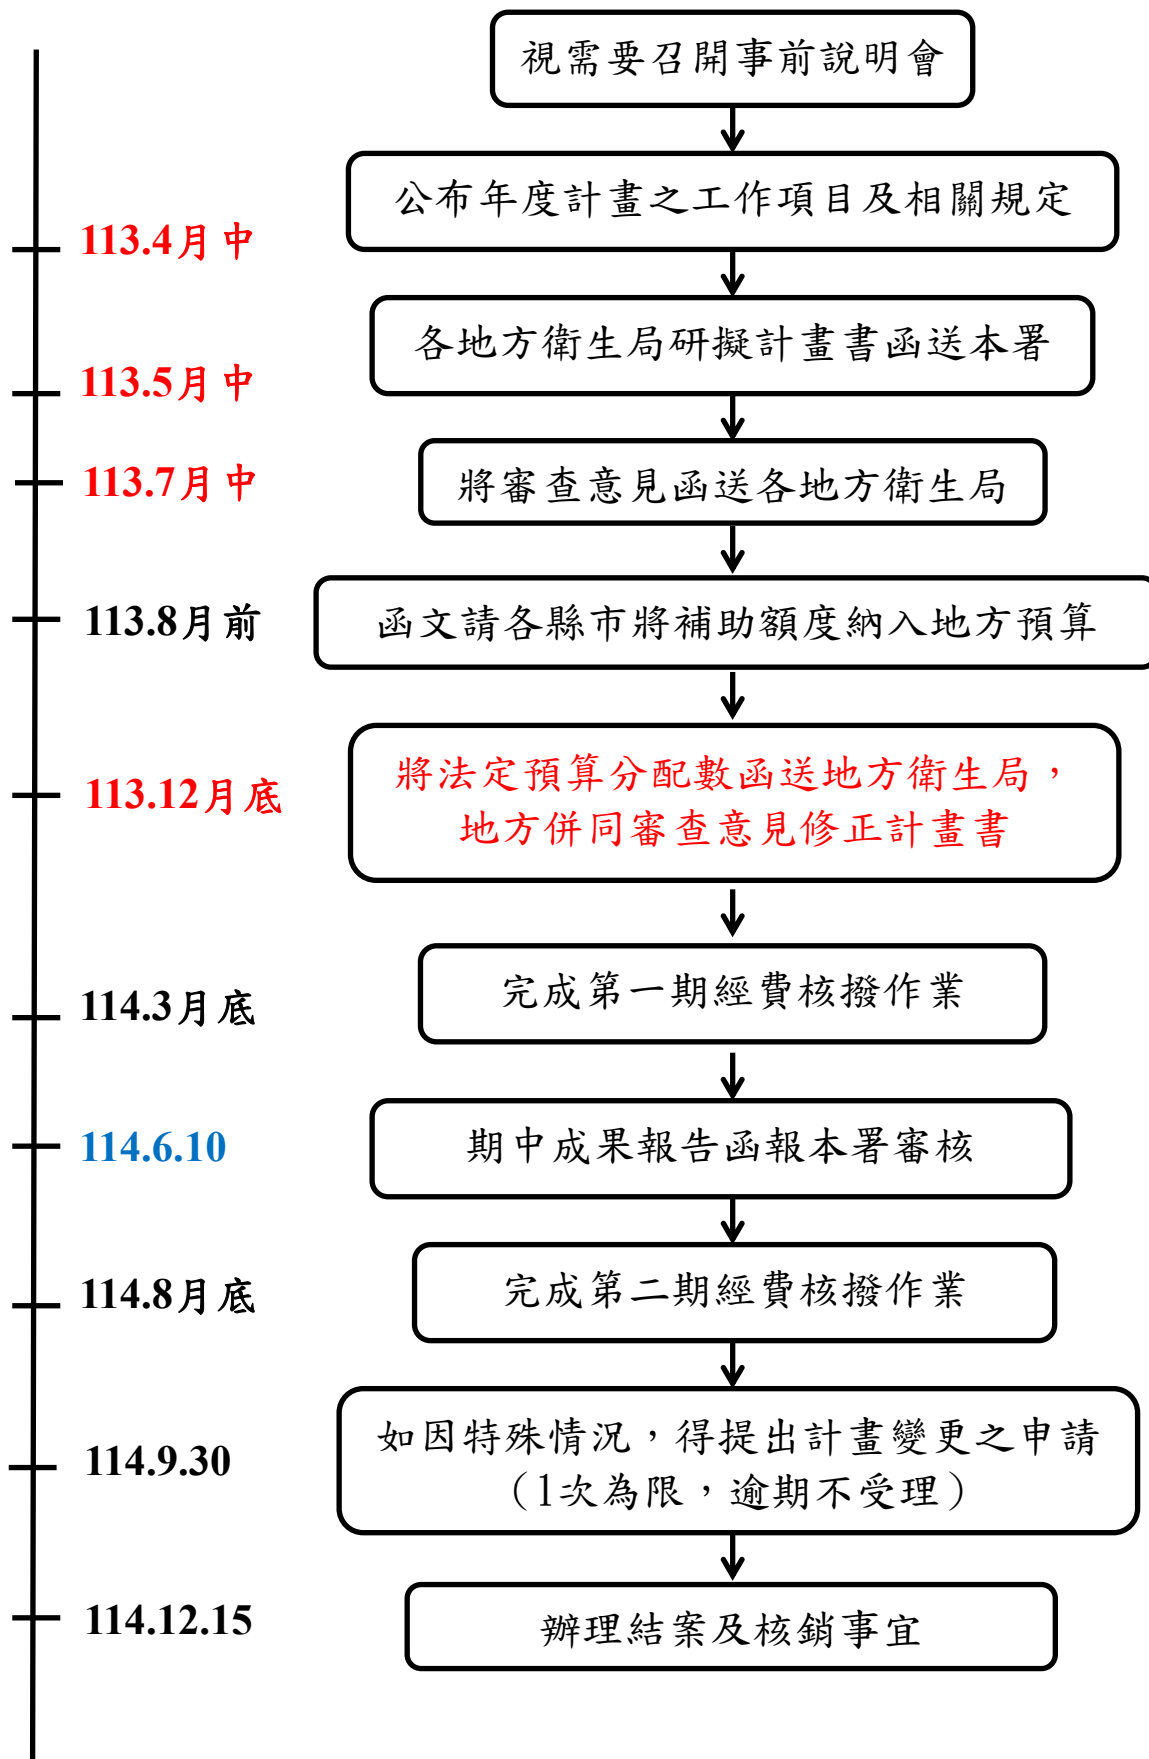 視需要召開事前說明會
公布年度計畫之工作項目及相關規定
113.4月中
各地方衛生局研擬計畫書函送本署
113.5月中
113.7月中
將審查意見函送各地方衛生局
113.8月前
函文請各縣市將補助額度納入地方預算
113.12月底
將法定預算分配數函送地方衛生局，
地方併同審查意見修正計畫書
114.3月底
完成第一期經費核撥作業
114.6.10
期中成果報告函報本署審核
114.8月底
完成第二期經費核撥作業
114.9.30
如因特殊情況，得提出計畫變更之申請
（1次為限，逾期不受理）
114.12.15
辦理結案及核銷事宜